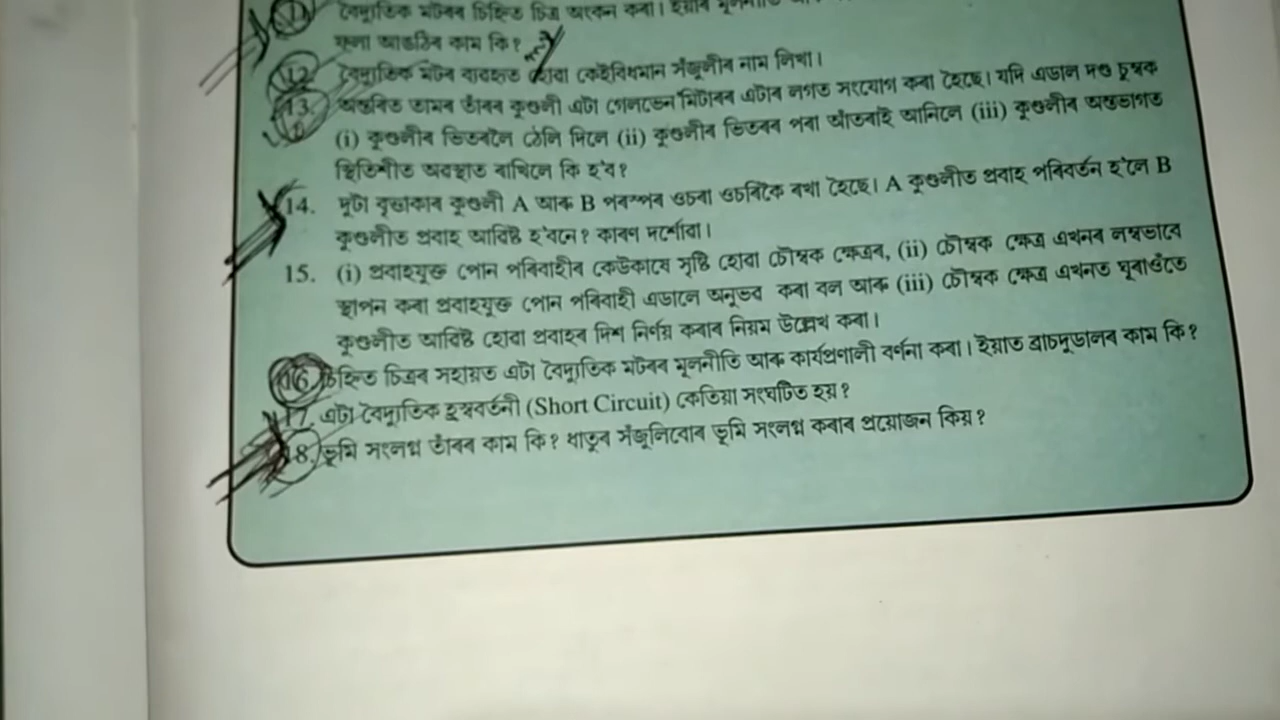 বৈদ্যুতিক মটৰৰ চিহ্নিত চিত্ৰ অংকন কৰা। ইয়াৰ
ফলা আঙঠিৰ কাম কি?
12. বৈদ্যুতিক মটৰ ব্যৱহৃত হোৱা কেইবিধমান সঁজুলীৰ নাম লিখা।
13. অন্তৰিত তামৰ তাঁৰৰ কুণ্ডলী এটা গেলভেন'মিটাৰৰ এটাৰ লগত সংযোগ কৰা হৈছে। যদি এডাল দণ্ড চুম্বক
(i) কুণ্ডলীৰ ভিতৰলৈ ঠেলি দিলে (ii) কুণ্ডলীৰ ভিতৰৰ পৰা আঁতৰাই আনিলে (iii) কুণ্ডলীৰ অন্তভাগত
স্থিতিশীত অৱস্থাত ৰাখিলে কি হ'ব?
14. দুটা বৃত্তাকাৰ কুণ্ডলী A আৰু B পৰস্পৰ ওচৰা ওচৰিকৈ ৰখা হৈছে। A কুণ্ডলীত প্ৰবাহ পৰিবৰ্তন হ'লে B
কুণ্ডলীত প্ৰবাহ আৱিষ্ট হ'বনে? কাৰণ দৰ্শোৱা।
15. (i) প্ৰবাহযুক্ত পোন পৰিবাহীৰ কেউকাষে সৃষ্টি হোৱা চৌম্বক ক্ষেত্ৰৰ, (ii) চৌম্বক ক্ষেত্ৰ এখনৰ লম্বভাৱে
স্থাপন কৰা প্ৰবাহযুক্ত পোন পৰিবাহী এডালে অনুভৱ কৰা বল আৰু (iii) চৌম্বক ক্ষেত্ৰ এখনত ঘূৰাওঁতে
কুণ্ডলীত আৱিষ্ট হোৱা প্ৰবাহৰ দিশ নিৰ্ণয় কৰাৰ নিয়ম উল্লেখ কৰা।
16. চিহ্নিত চিত্ৰৰ সহায়ত এটা বৈদ্যুতিক মটৰৰ মূলনীতি আৰু কাৰ্যপ্ৰণালী বৰ্ণনা কৰা। ইয়াত ব্ৰাচদুডালৰ কাম কি?
17. এটা বৈদ্যুতিক হ্ৰস্ববৰ্তনী (Short Circuit) কেতিয়া সংঘটিত হয়?
18. ভূমি সংলগ্ন তাঁৰৰ কাম কি? ধাতুৰ সঁজুলিবোৰ ভূমি সংলগ্ন কৰাৰ প্ৰয়োজন কিয়?